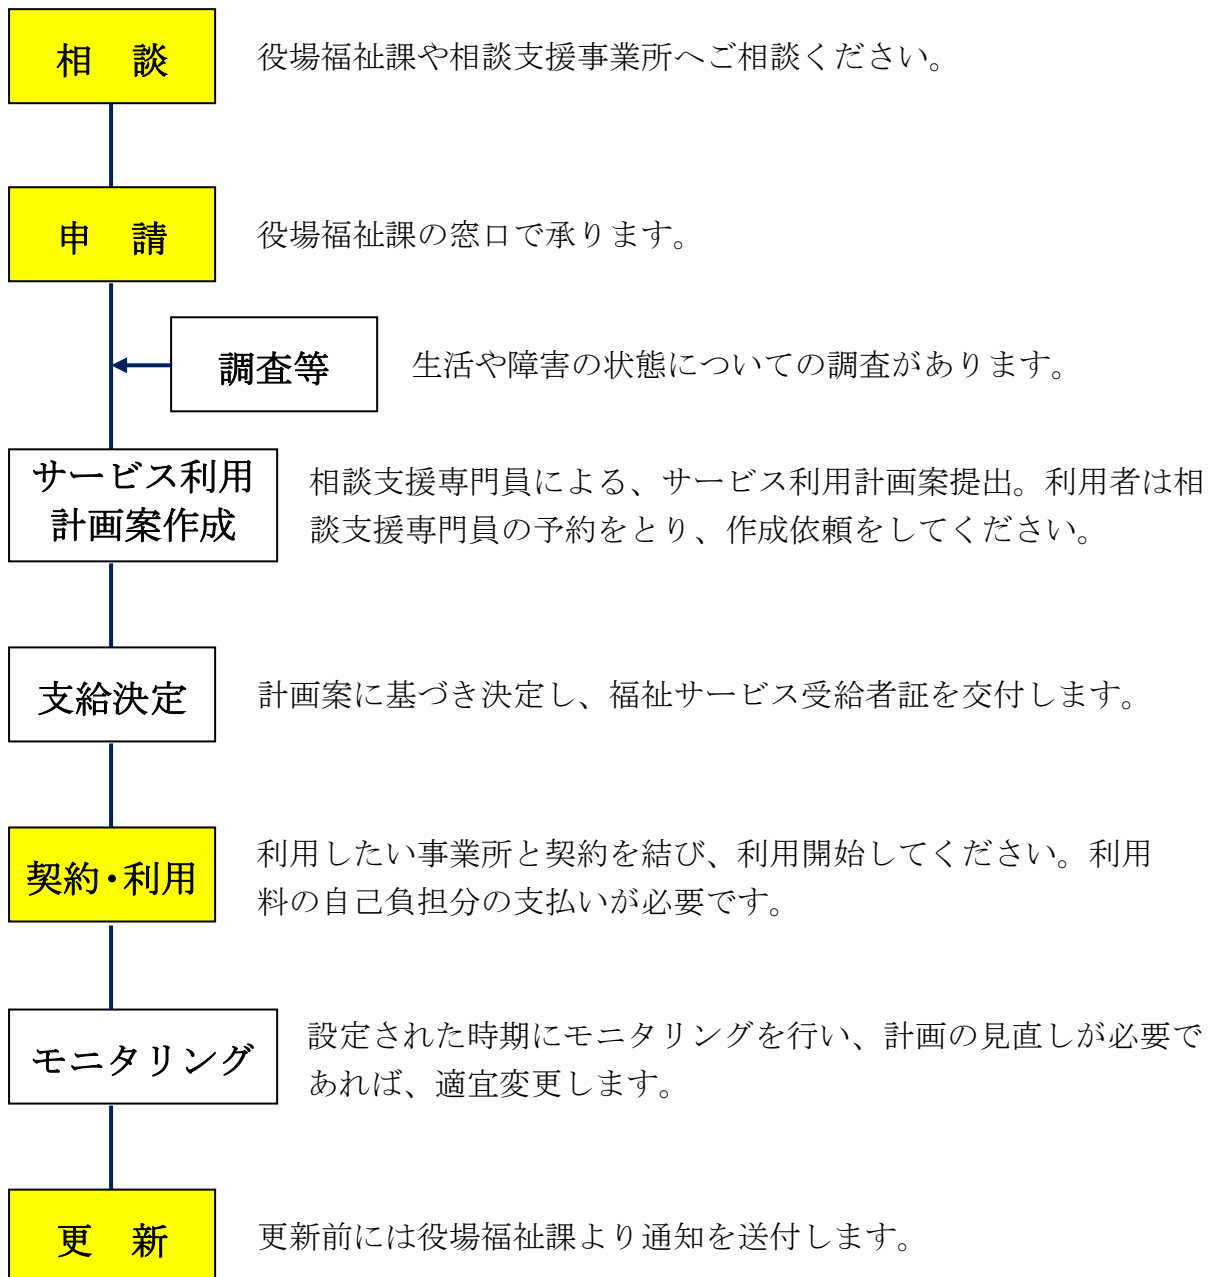 相　談
役場福祉課や相談支援事業所へご相談ください。
申　請
役場福祉課の窓口で承ります。
調査等
生活や障害の状態についての調査があります。
サービス利用
計画案作成
相談支援専門員による、サービス利用計画案提出。利用者は相
談支援専門員の予約をとり、作成依頼をしてください。
支給決定
計画案に基づき決定し、福祉サービス受給者証を交付します。
契約・利用
利用したい事業所と契約を結び、利用開始してください。利用
料の自己負担分の支払いが必要です。
モニタリング
設定された時期にモニタリングを行い、計画の見直しが必要で
あれば、適宜変更します。
更　新
更新前には役場福祉課より通知を送付します。